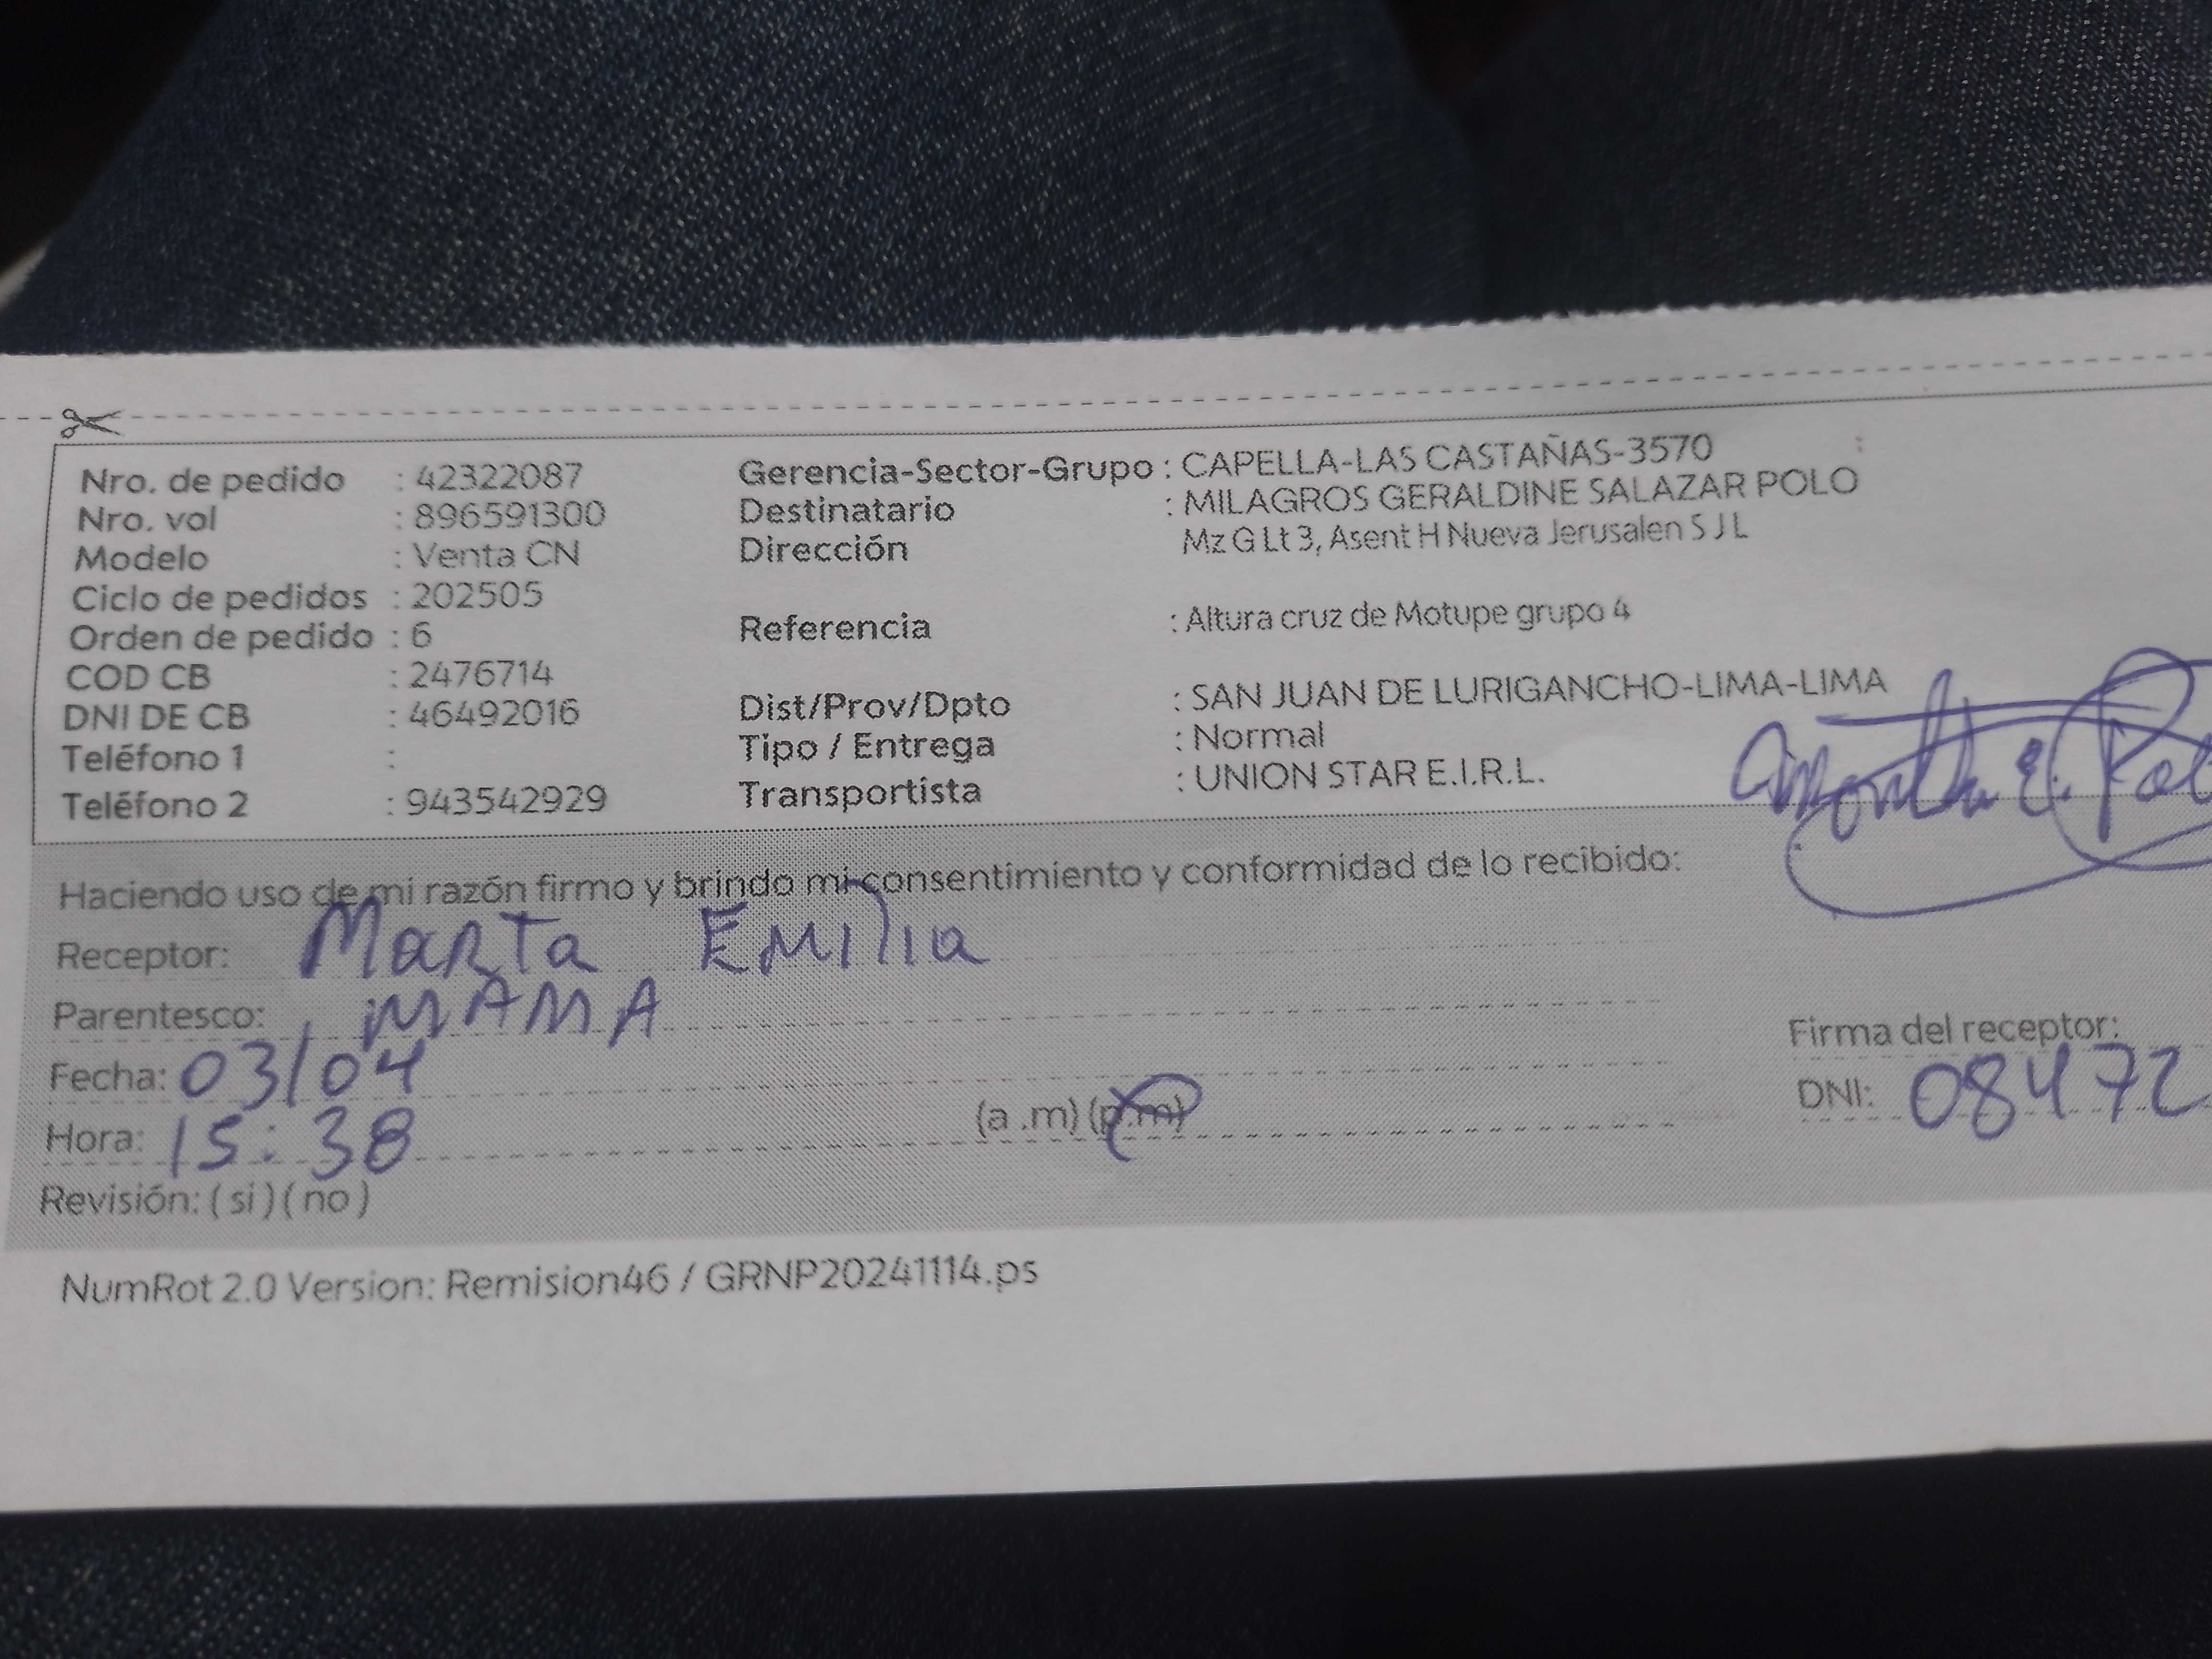 Nro. de pedido : 42322087
Nro. vol : 896591300
Modelo : Venta CN
Ciclo de pedidos : 202505
Orden de pedido : 6
COD CB : 2476714
DNI DE CB : 46492016
Teléfono 1 :
Teléfono 2 : 943542929
Gerencia-Sector-Grupo : CAPELLA-LAS CASTAÑAS-3570
Destinatario : MILAGROS GERALDINE SALAZAR POLO
Dirección Mz G Lt 3, Asent H Nueva Jerusalen S J L
Referencia : Altura cruz de Motupe grupo 4
Dist/Prov/Dpto : SAN JUAN DE LURIGANCHO-LIMA-LIMA
Tipo / Entrega : Normal
Transportista : UNION STAR E.I.R.L.
Haciendo uso de mi razón firmo y brindo mi consentimiento y conformidad de lo recibido:
Receptor: Marta Emilia
Parentesco: MAMA
Fecha: 03/04
Hora: 15:38 (a .m) (p.m)
Revisión: ( si ) ( no )
Firma del receptor:
DNI: 08472
NumRot 2.0 Version: Remision46 / GRNP20241114.ps